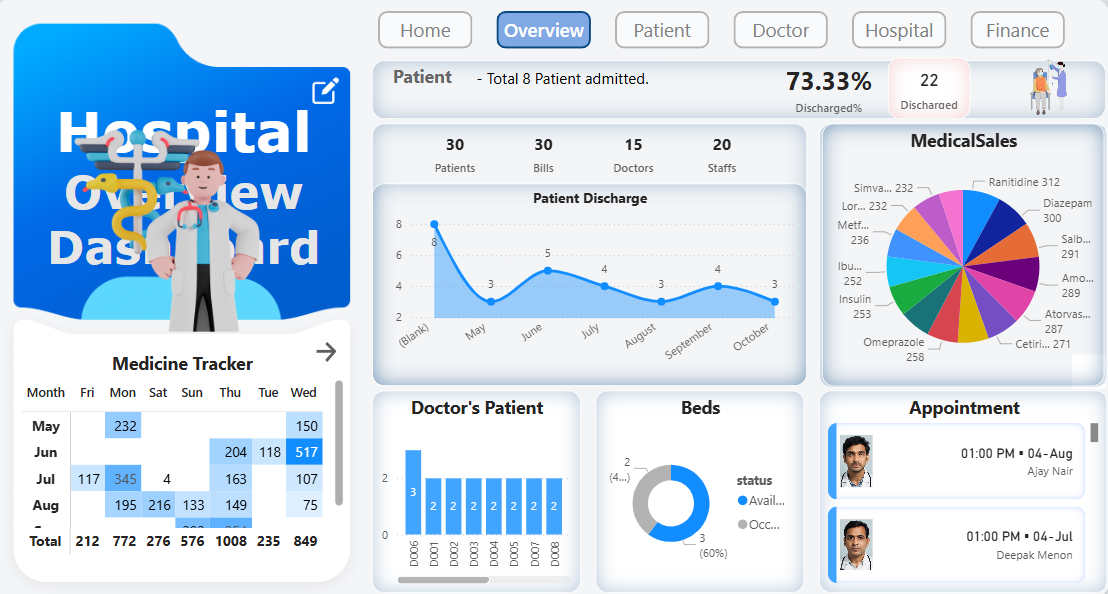 Home
Overview
Patient
Doctor
Hospital
Finance
Hospital
Overview
Dashboard
Patient
- Total 8 Patient admitted.
73.33%
Discharged%
22
Discharged
30
Patients
30
Bills
15
Doctors
20
Staffs
Patient Discharge
8
6
4
2
8
3
5
4
3
4
3
(Blank)
May
June
July
August
September
October
MedicalSales
Ranitidine 312
Diazepam
300
Salb...
291
Amo...
289
Atorvas...
287
Cetiri... 271
Omeprazole
258
Insulin
253
Ibu...
252
Metf...
236
Lor... 232
Simva... 232
Medicine Tracker
Month Fri Mon Sat Sun Thu Tue Wed
May 232 150
Jun 204 118 517
Jul 117 345 4 163 107
Aug 195 216 133 149 75
Total 212 772 276 576 1008 235 849
Doctor's Patient
2
0
3 2 2 2 2 2 2 2
D006 D001 D002 D003 D004 D005 D007 D008
Beds
2
(4...)
3
(60%)
status
Avail...
Occ...
Appointment
01:00 PM ▪ 04-Aug
Ajay Nair
01:00 PM ▪ 04-Jul
Deepak Menon